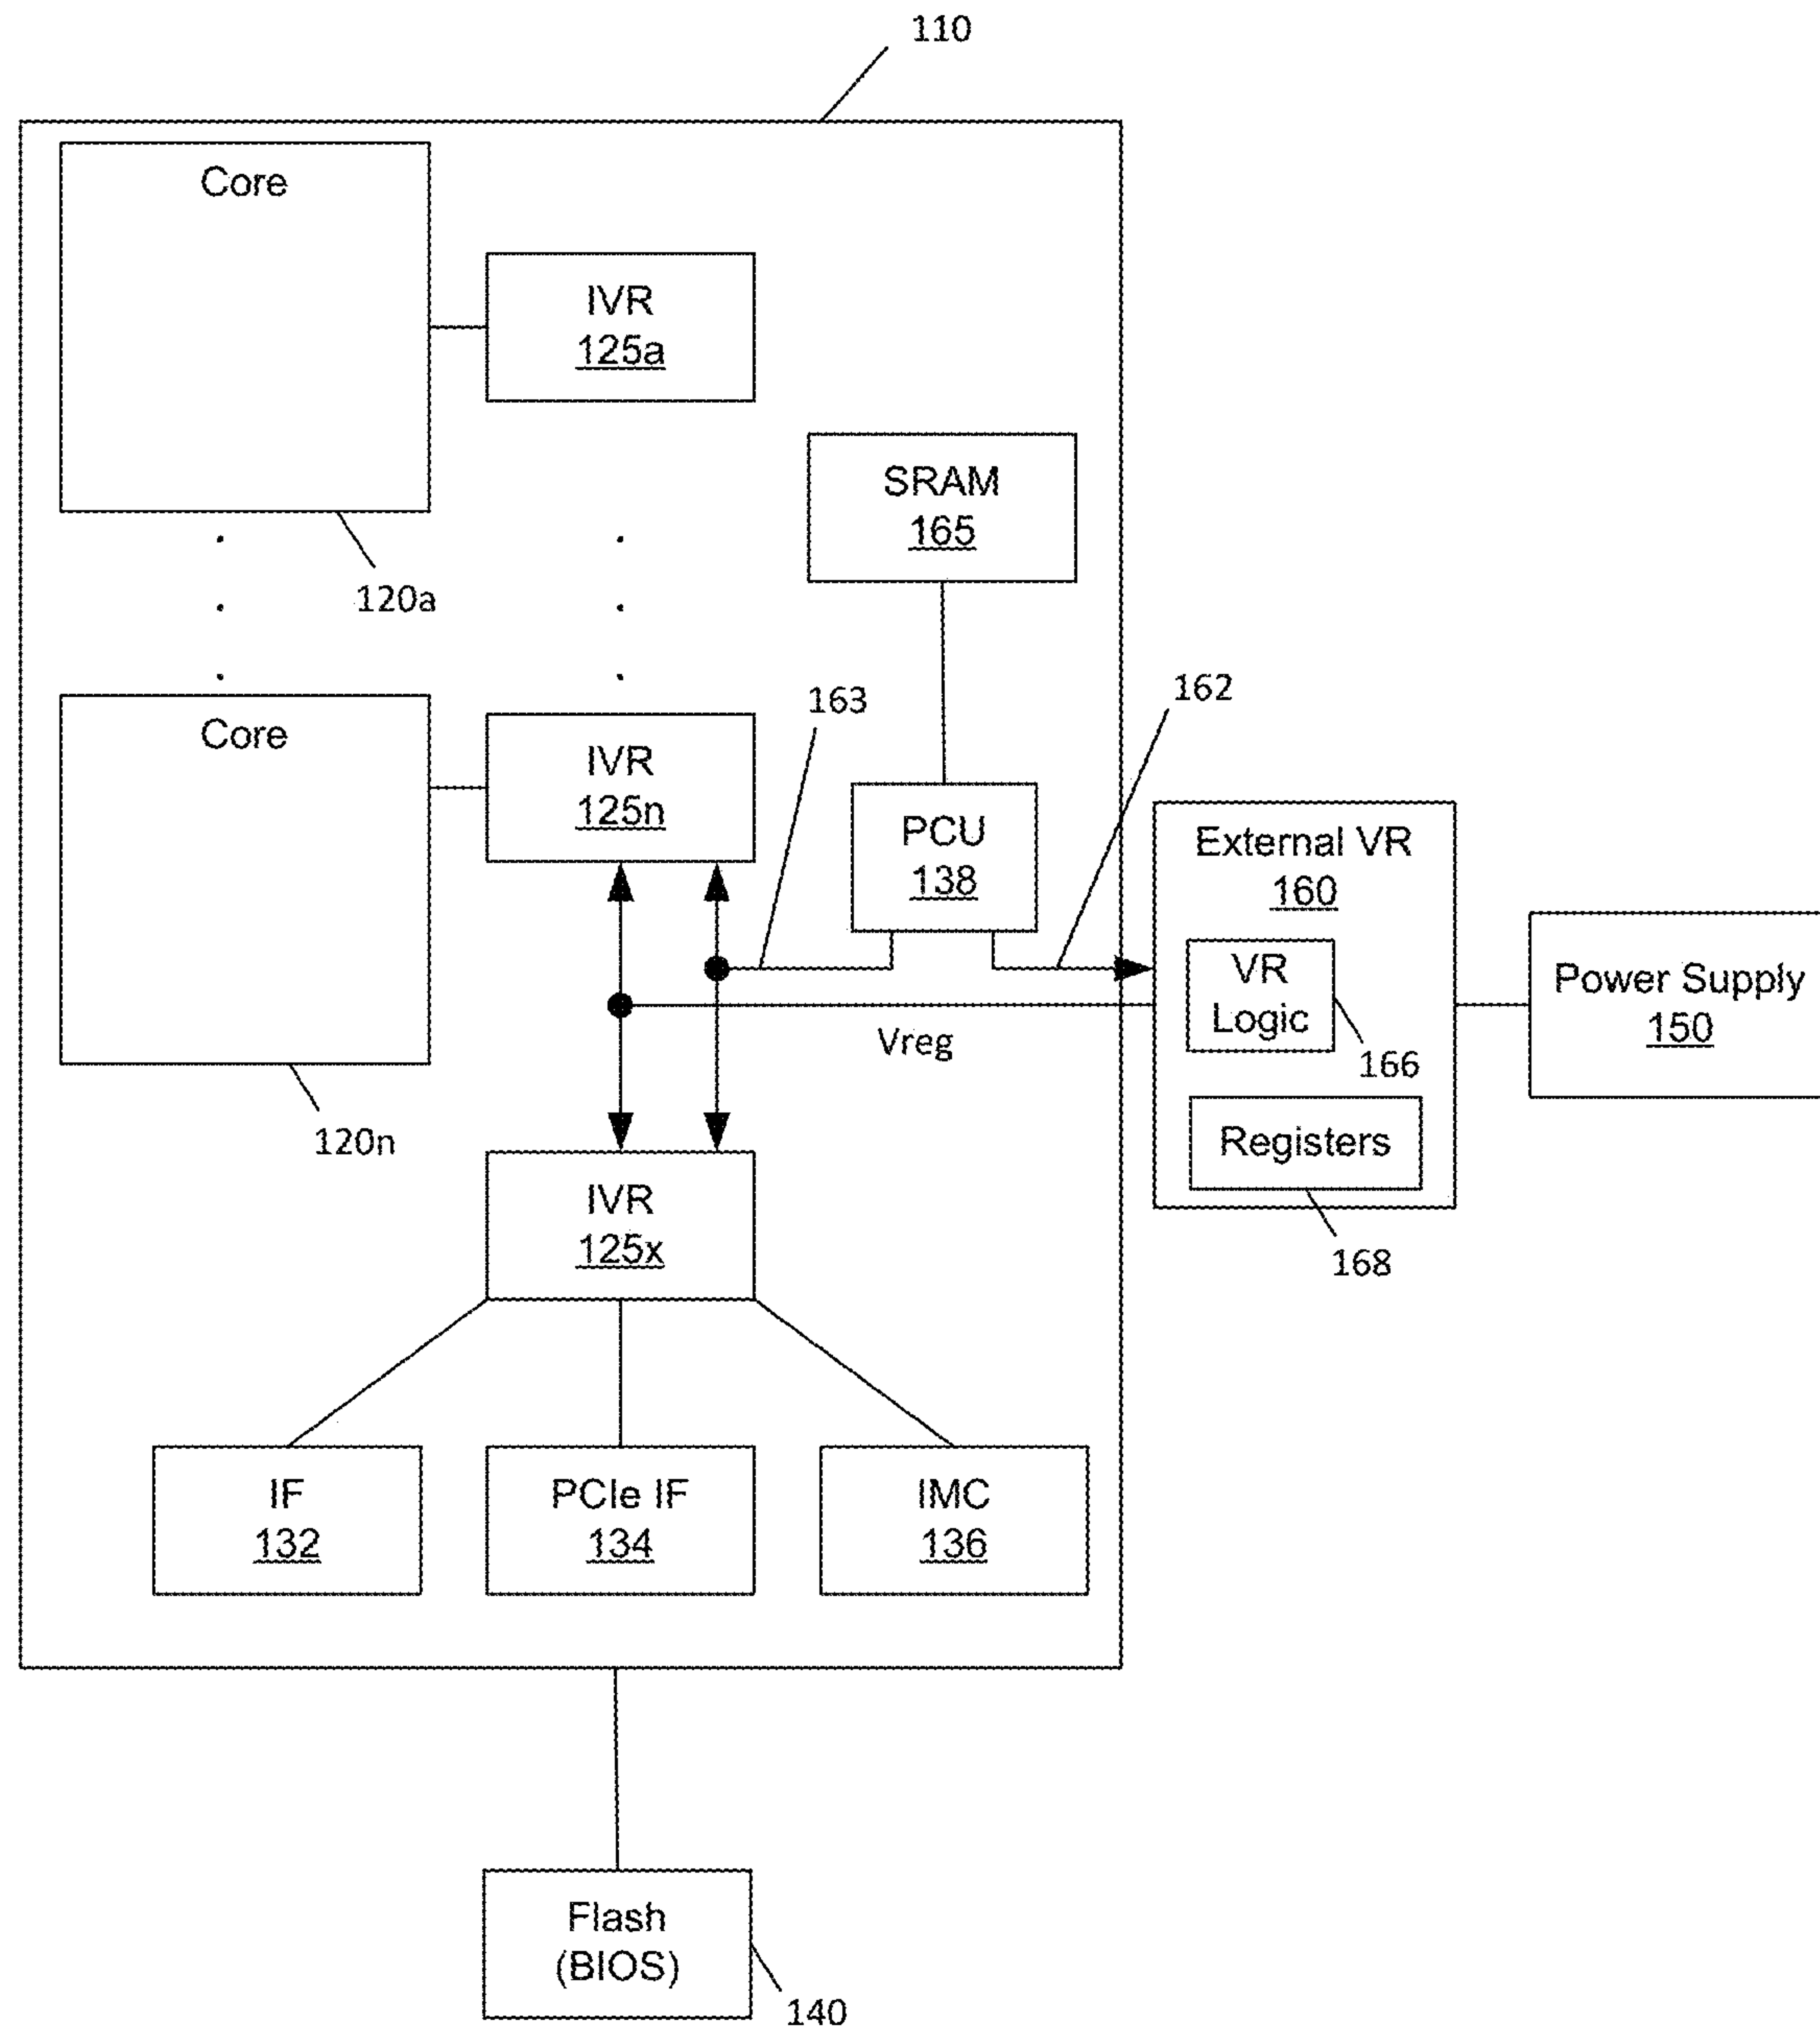 110
Core
IVR
125a
SRAM
165
120a
163
162
Core
IVR
125n
PCU
138
External VR
160
VR
Logic
166
Power Supply
150
Vreg
Registers
168
120n
IVR
125x
IF
132
PCIe IF
134
IMC
136
Flash
(BIOS)
140